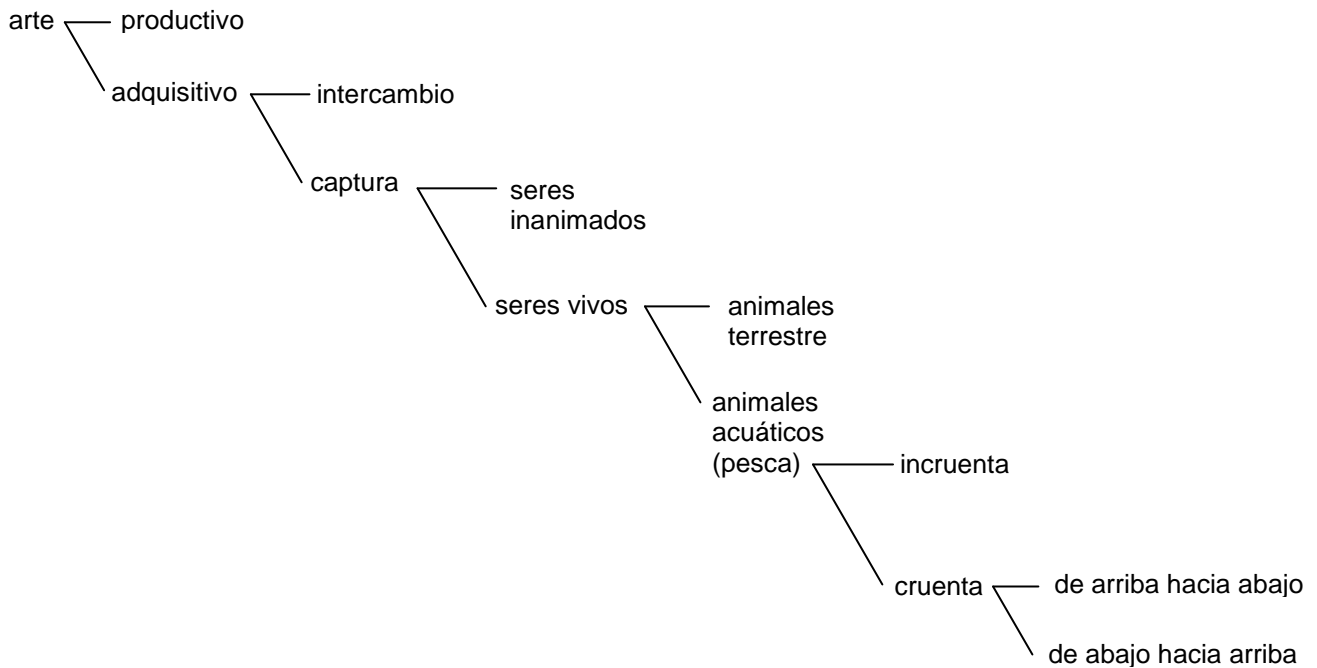 arte
productivo
adquisitivo
intercambio
captura
seres
inanimados
seres vivos
animales
terrestre
animales
acuáticos
(pesca)
incruenta
cruenta
de arriba hacia abajo
de abajo hacia arriba